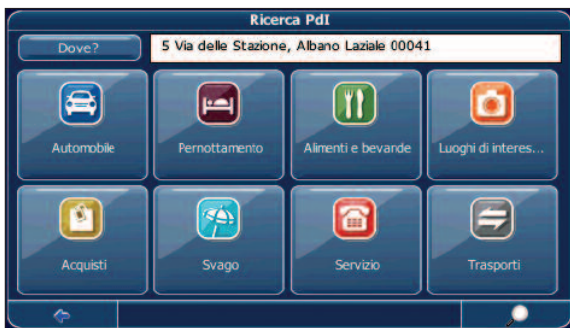 Ricerca PdI
Dove?
5 Via delle Stazione, Albano Laziale 00041
Automobile
Pernottamento
Alimenti e bevande
Luoghi di interes...
Acquisti
Svago
Servizio
Trasporti